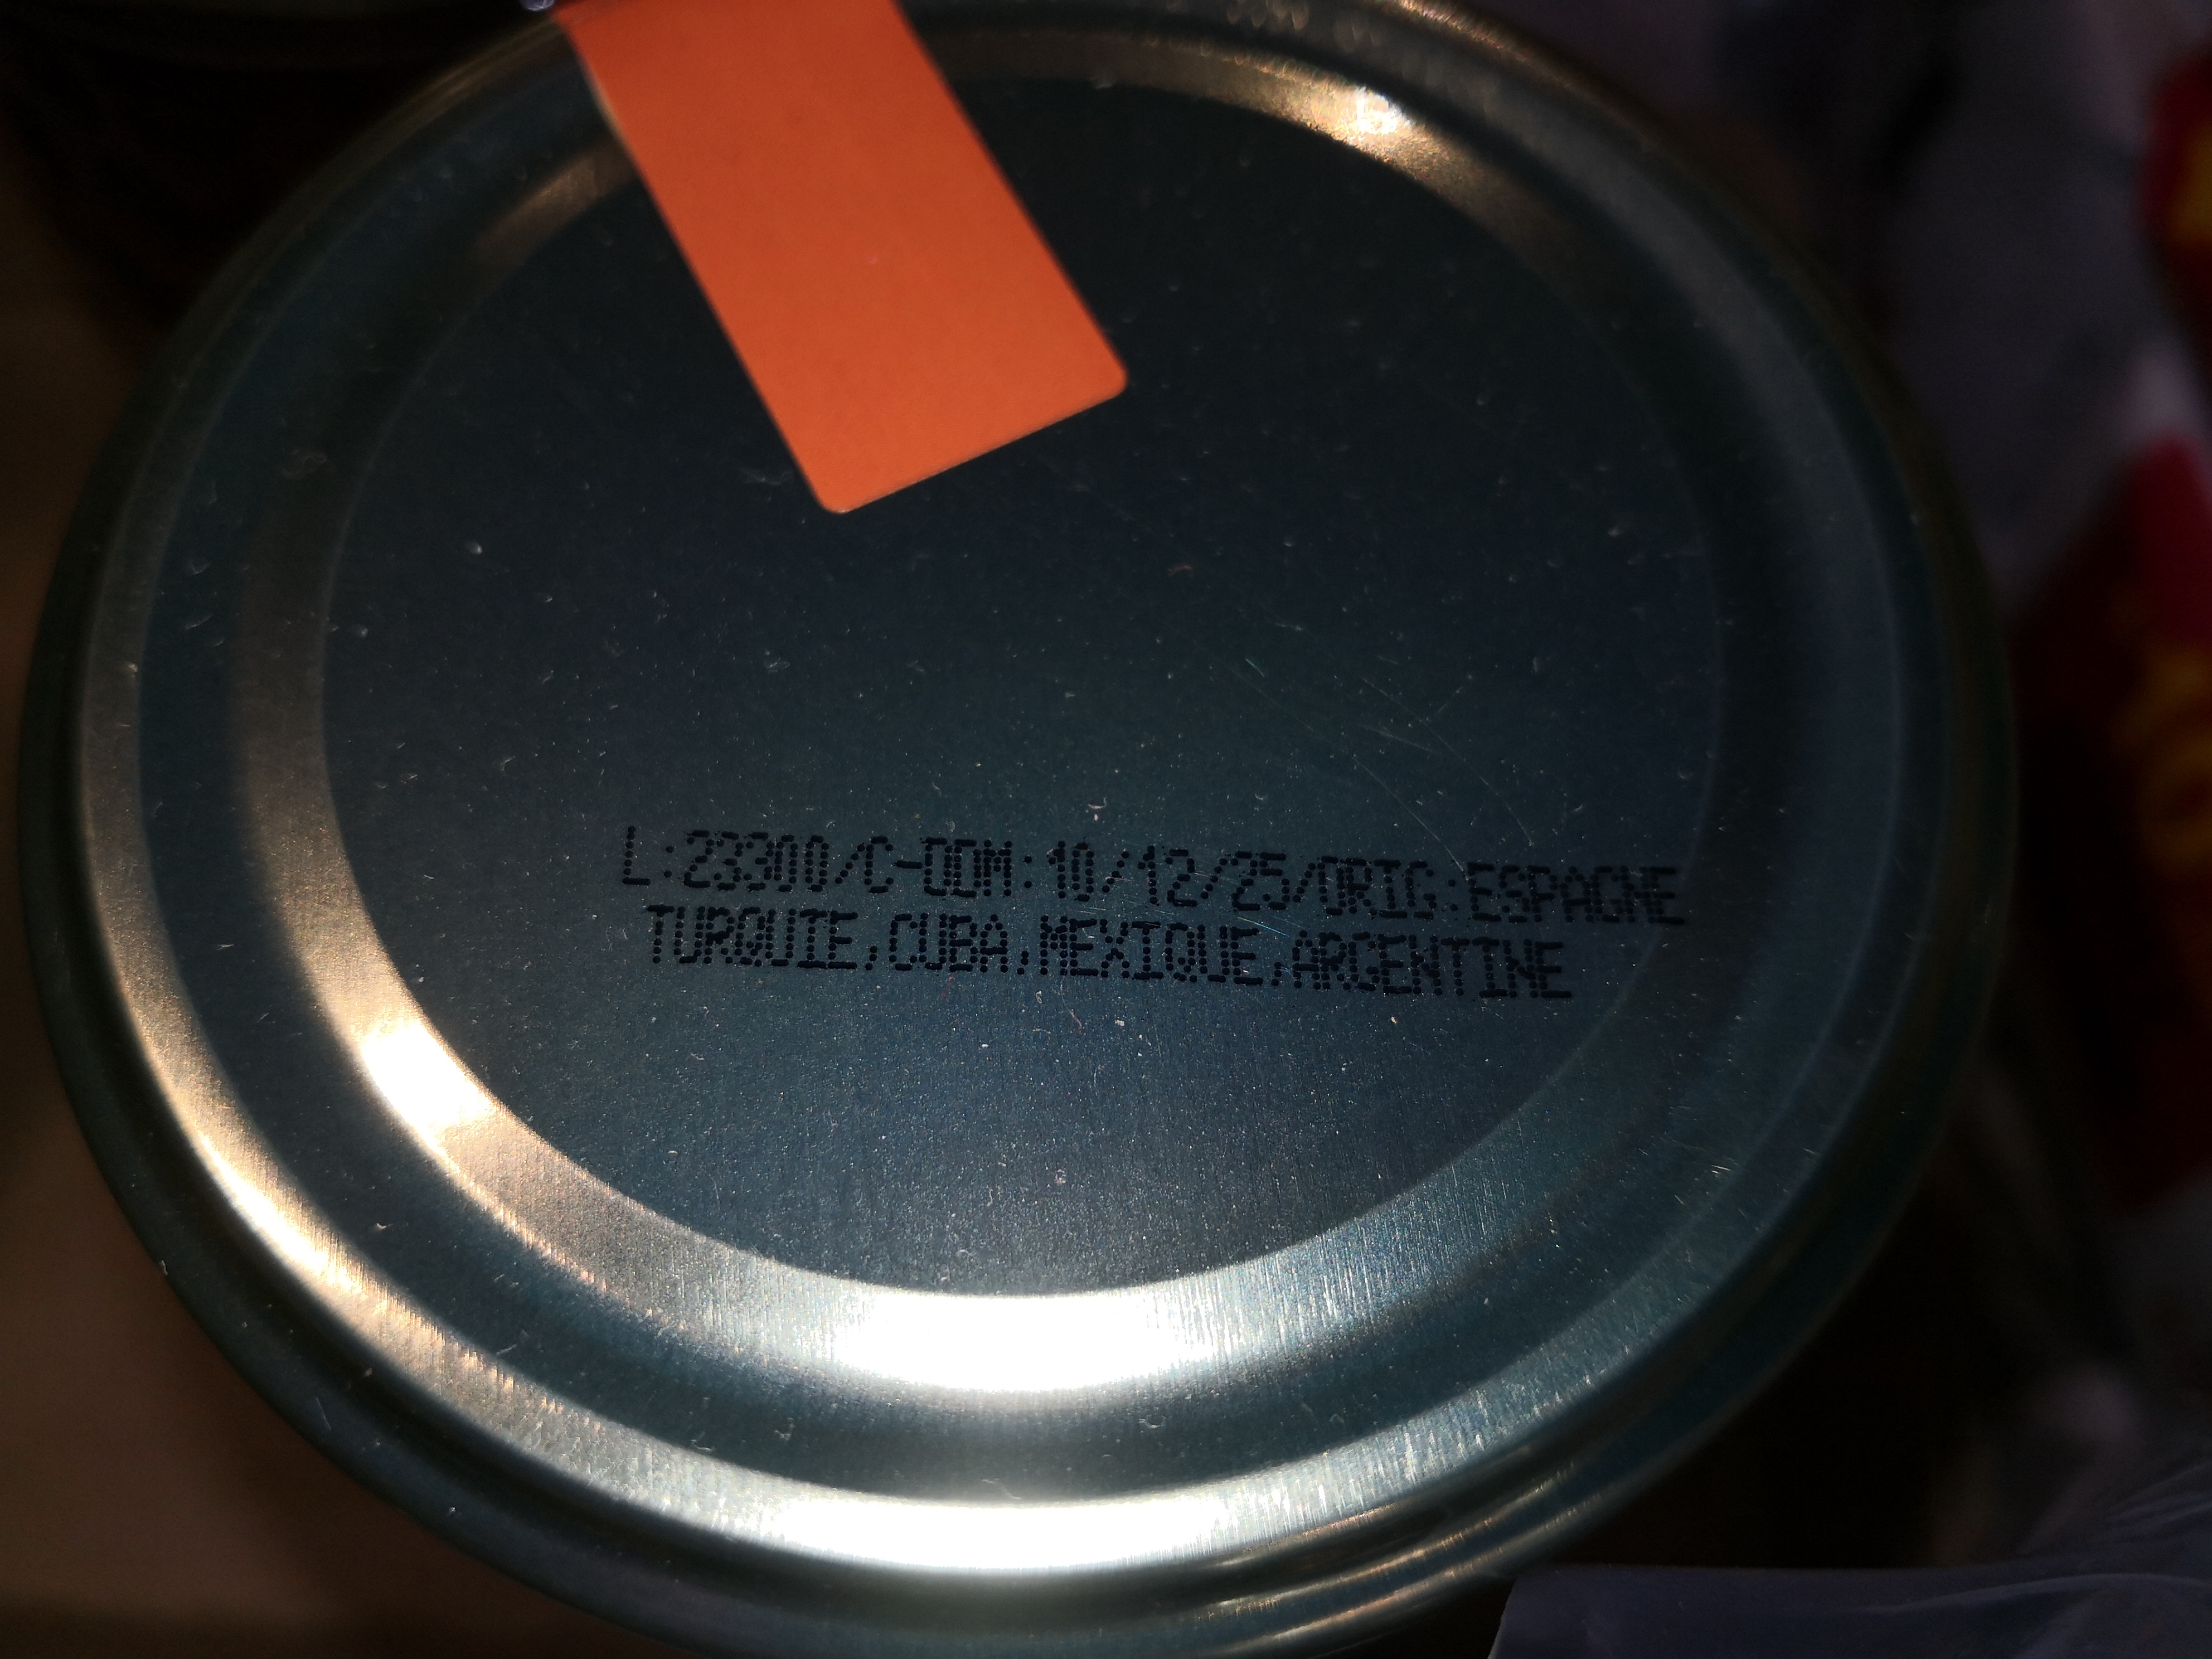 L:23300/C-DDM:10/12/25/ORIG:ESPAGNE
TURQUIE,CUBA,MEXIQUE,ARGENTINE